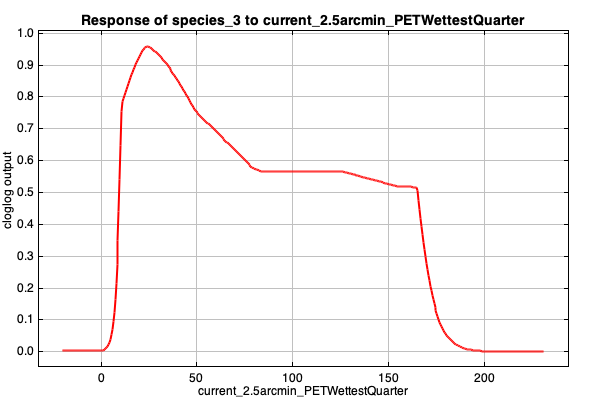 Response of species_3 to current_2.5arcmin_PETWettestQuarter
1.0
0.9
0.8
0.7
0.6
0.5
0.4
0.3
0.2
0.1
0.0
cloglog output
0 50 100 150 200
current_2.5arcmin_PETWettestQuarter